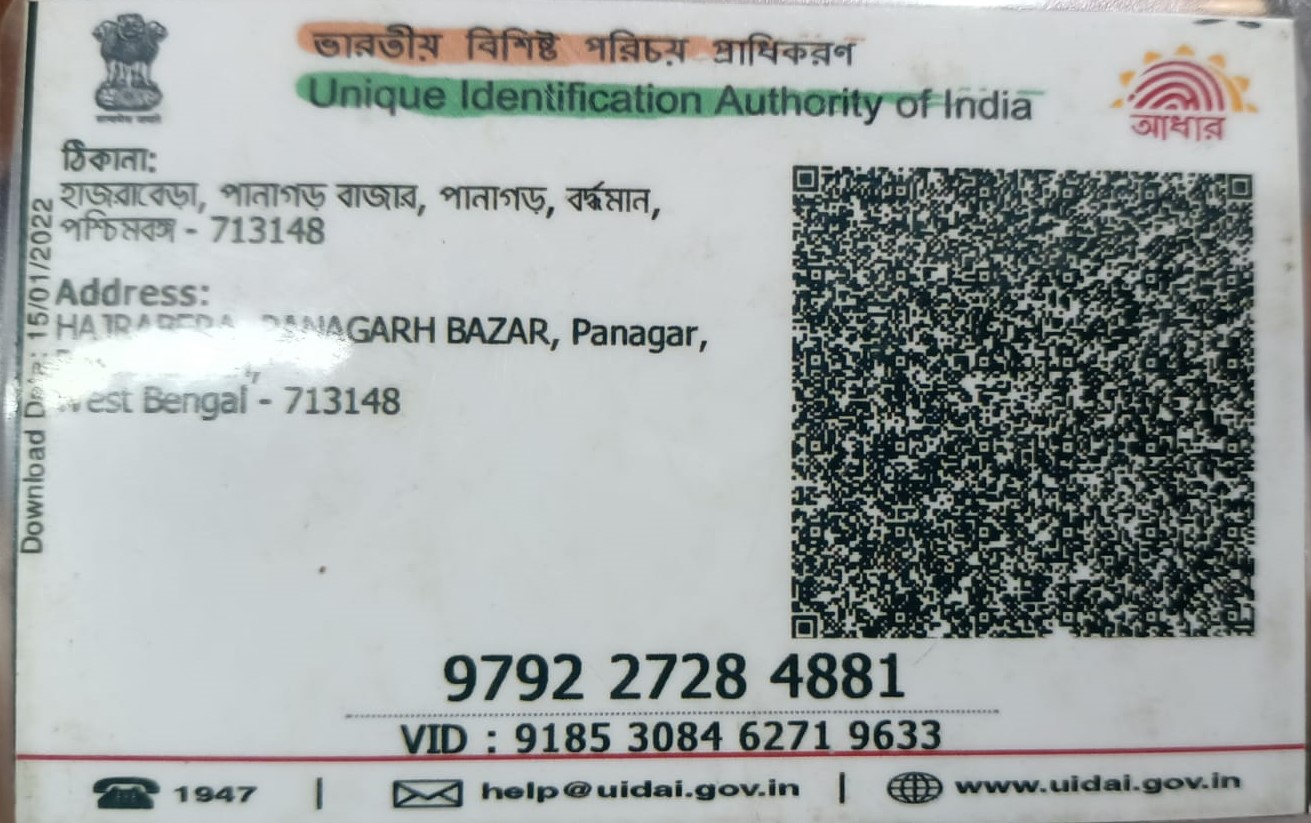 ভারতীয় বিশিষ্ট পরিচয় প্রাধিকরণ
Unique Identification Authority of India
আধার
ঠিকানা:
হাজরাবেড়া, পানাগড় বাজার, পানাগড়, বর্দ্ধমান,
পশ্চিমবঙ্গ - 713148
Address:
HAJRABERA, PANAGARH BAZAR, Panagar,
West Bengal - 713148
Download Date: 15/01/2022
9792 2728 4881
VID : 9185 3084 6271 9633
1947 | help@uidai.gov.in | www.uidai.gov.in